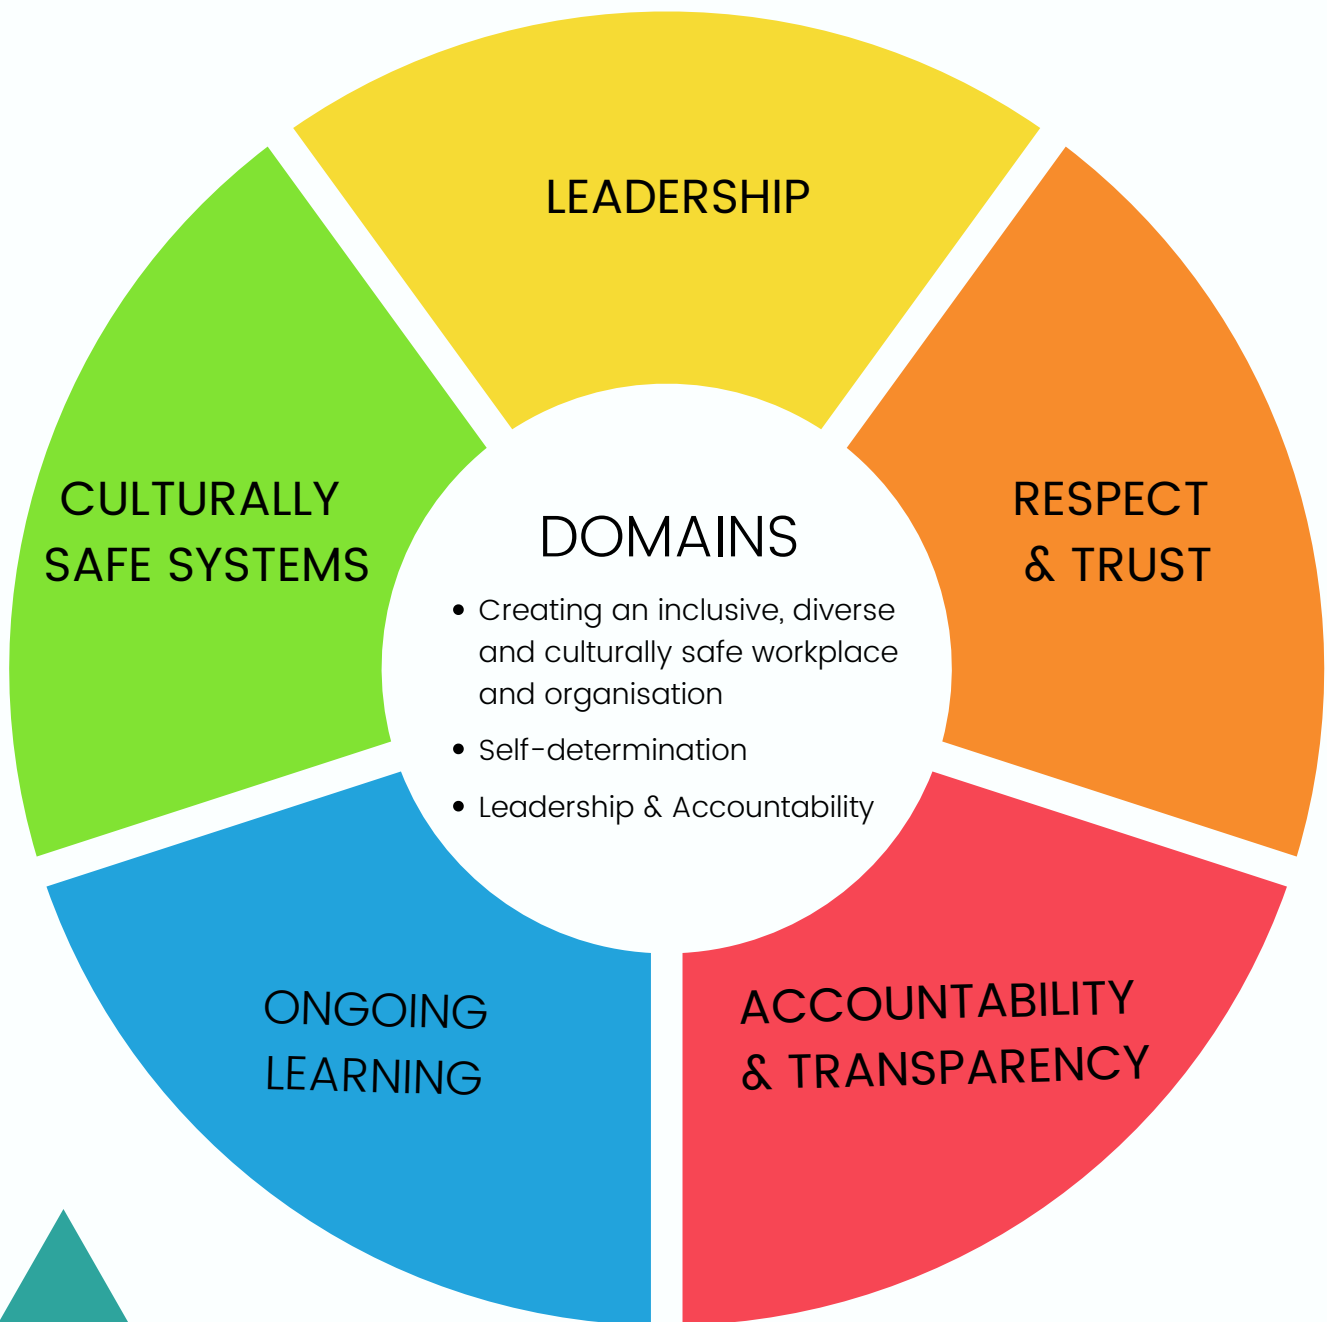 LEADERSHIP
CULTURALLY
SAFE SYSTEMS
RESPECT
& TRUST
DOMAINS
• Creating an inclusive, diverse
and culturally safe workplace
and organisation
• Self-determination
• Leadership & Accountability
ONGOING
LEARNING
ACCOUNTABILITY
& TRANSPARENCY